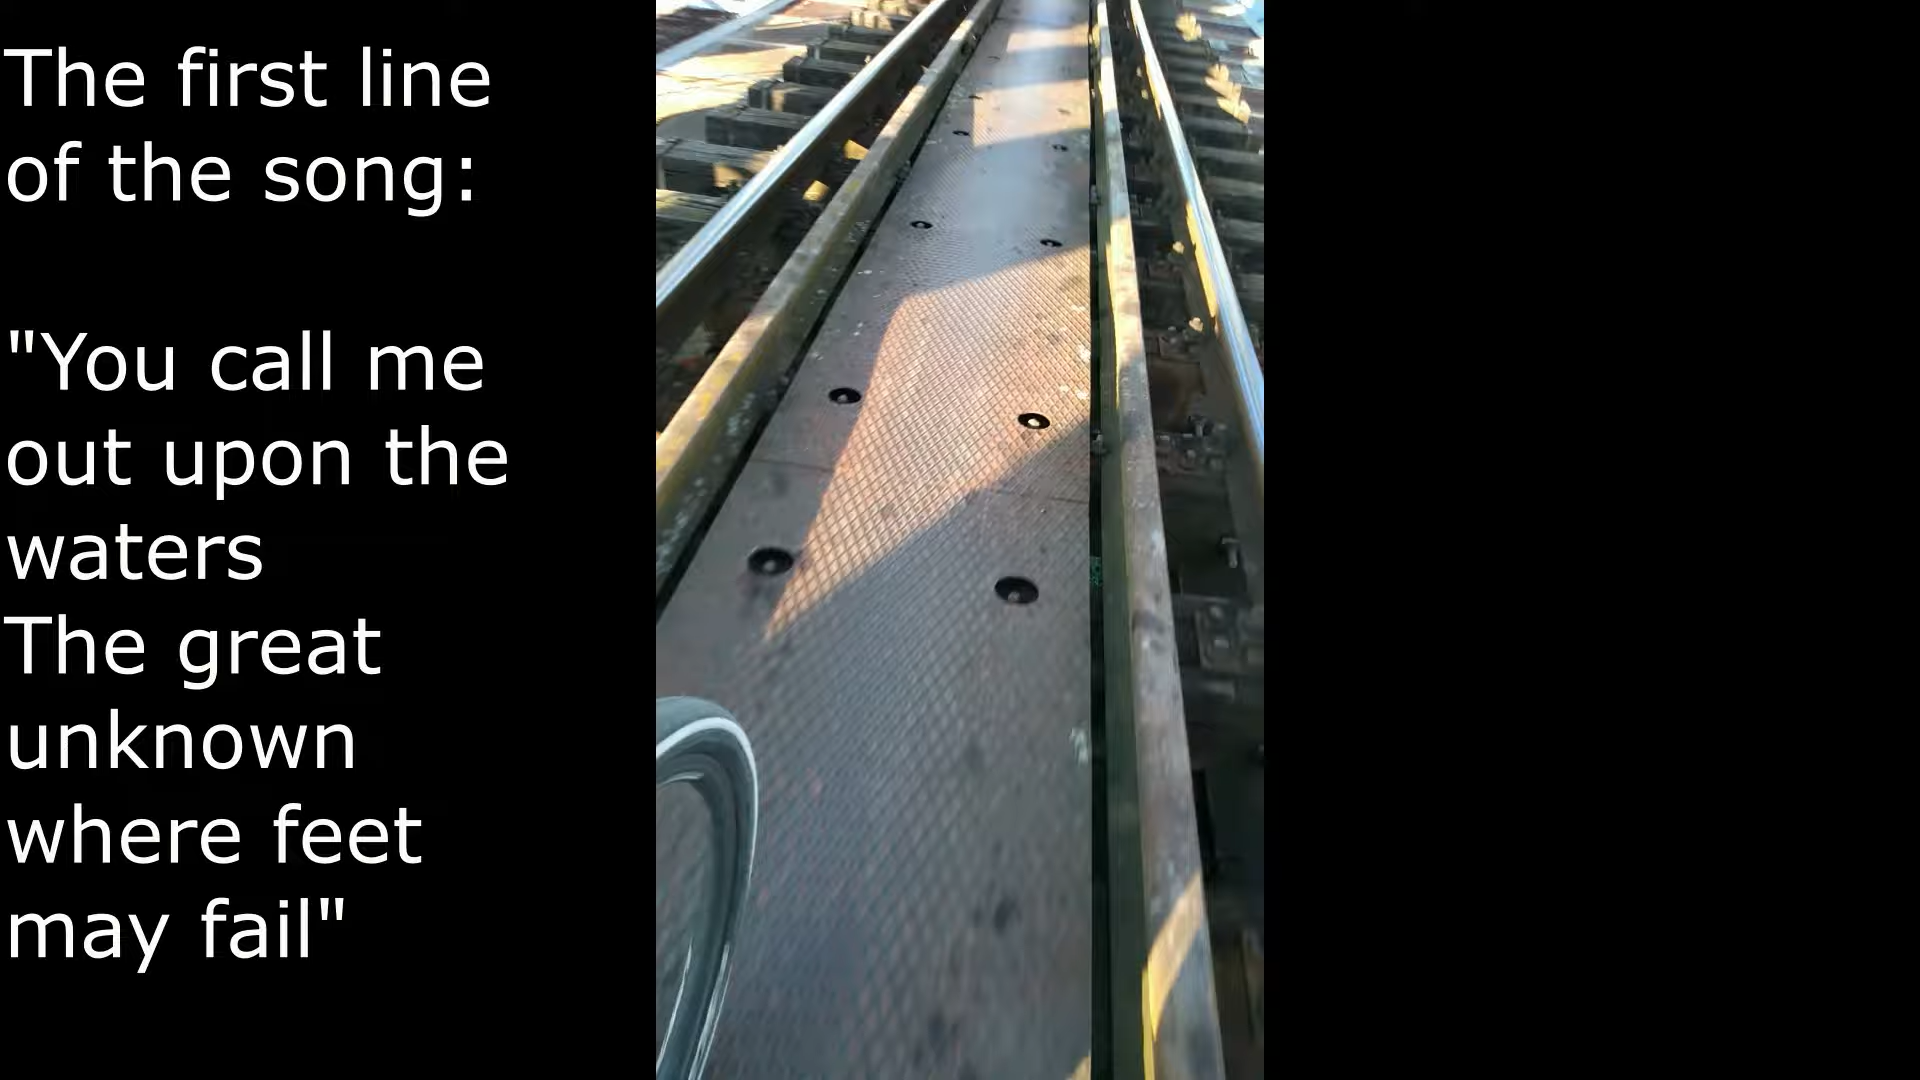 The first line
of the song:
"You call me
out upon the
waters
The great
unknown
where feet
may fail"